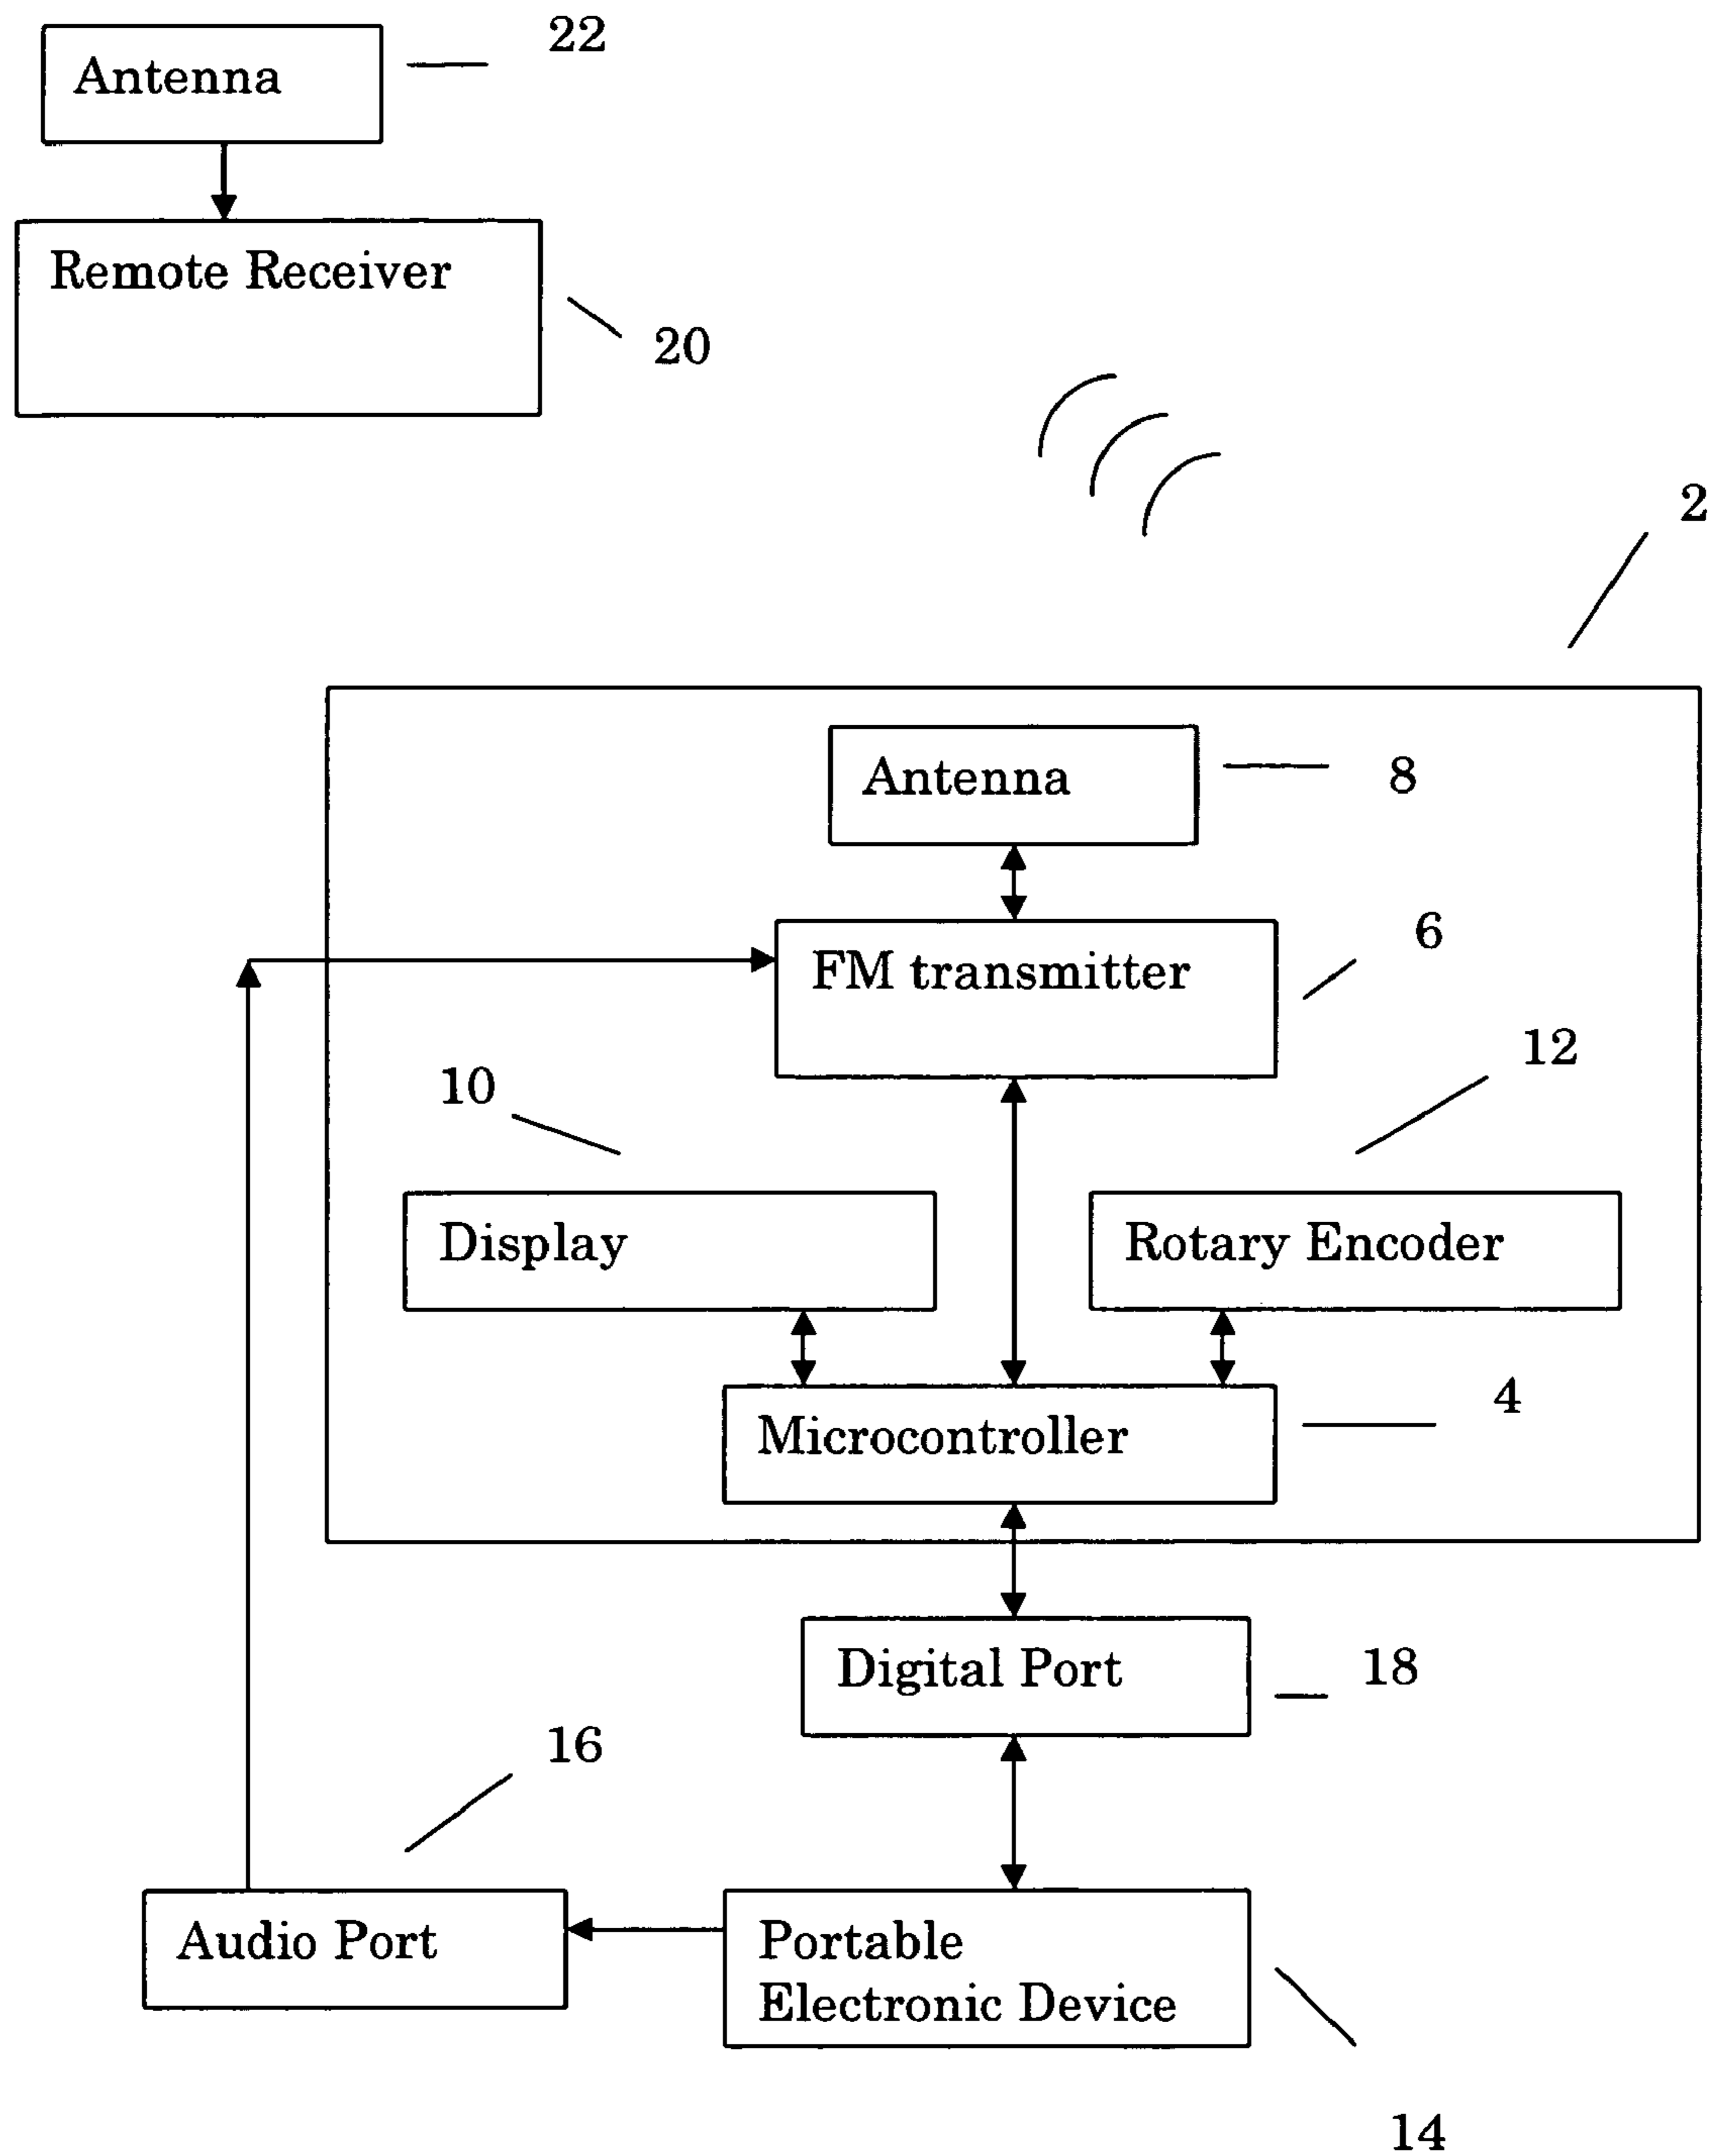 22
Antenna
Remote Receiver
20
2
Antenna
8
6
FM transmitter
12
10
Display
Rotary Encoder
4
Microcontroller
Digital Port
18
16
Audio Port
Portable
Electronic Device
14